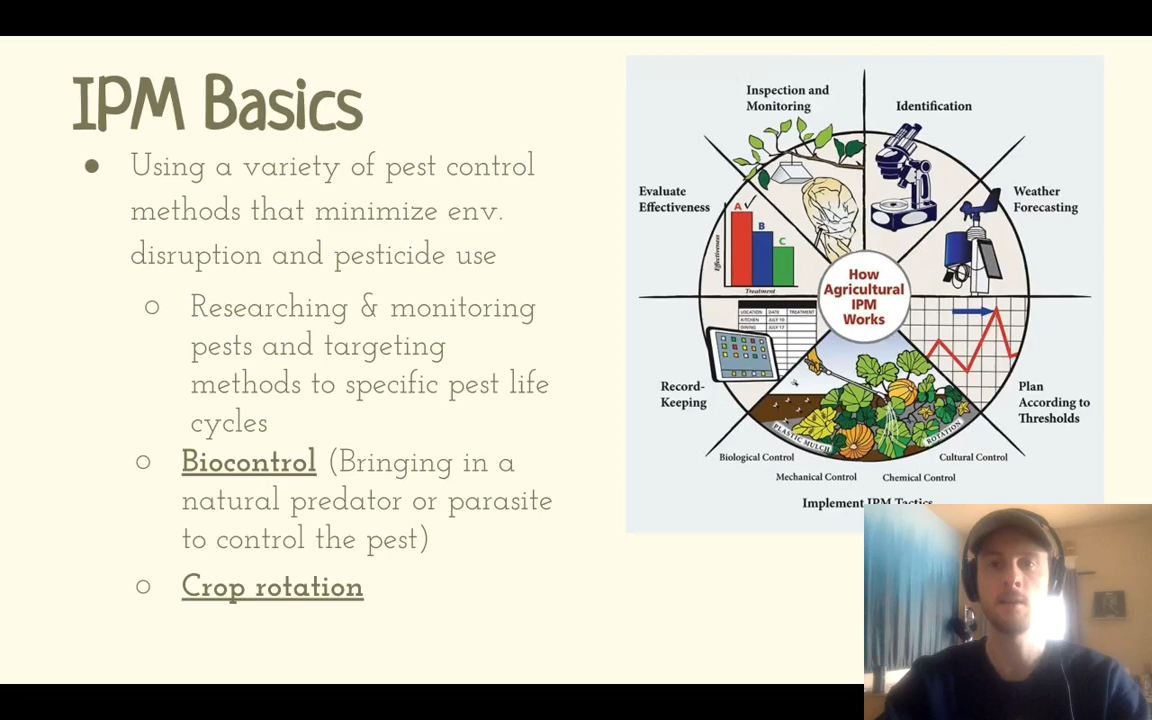 IPM Basics
● Using a variety of pest control
methods that minimize env.
disruption and pesticide use
○ Researching & monitoring
pests and targeting
methods to specific pest life
cycles
○ Biocontrol (Bringing in a
natural predator or parasite
to control the pest)
○ Crop rotation
Inspection and
Monitoring
Identification
Weather
Forecasting
Plan
According to
Thresholds
Cultural Control
Chemical Control
Mechanical Control
Biological Control
Implement IPM Tactics
Record-
Keeping
Evaluate
Effectiveness
How
Agricultural
IPM
Works
A
B
C
Effectiveness
Treatment
LOCATION DATE TREATMENT
KITCHEN JULY 10
DINING JULY 17
PLASTIC MULCH
ROTATION